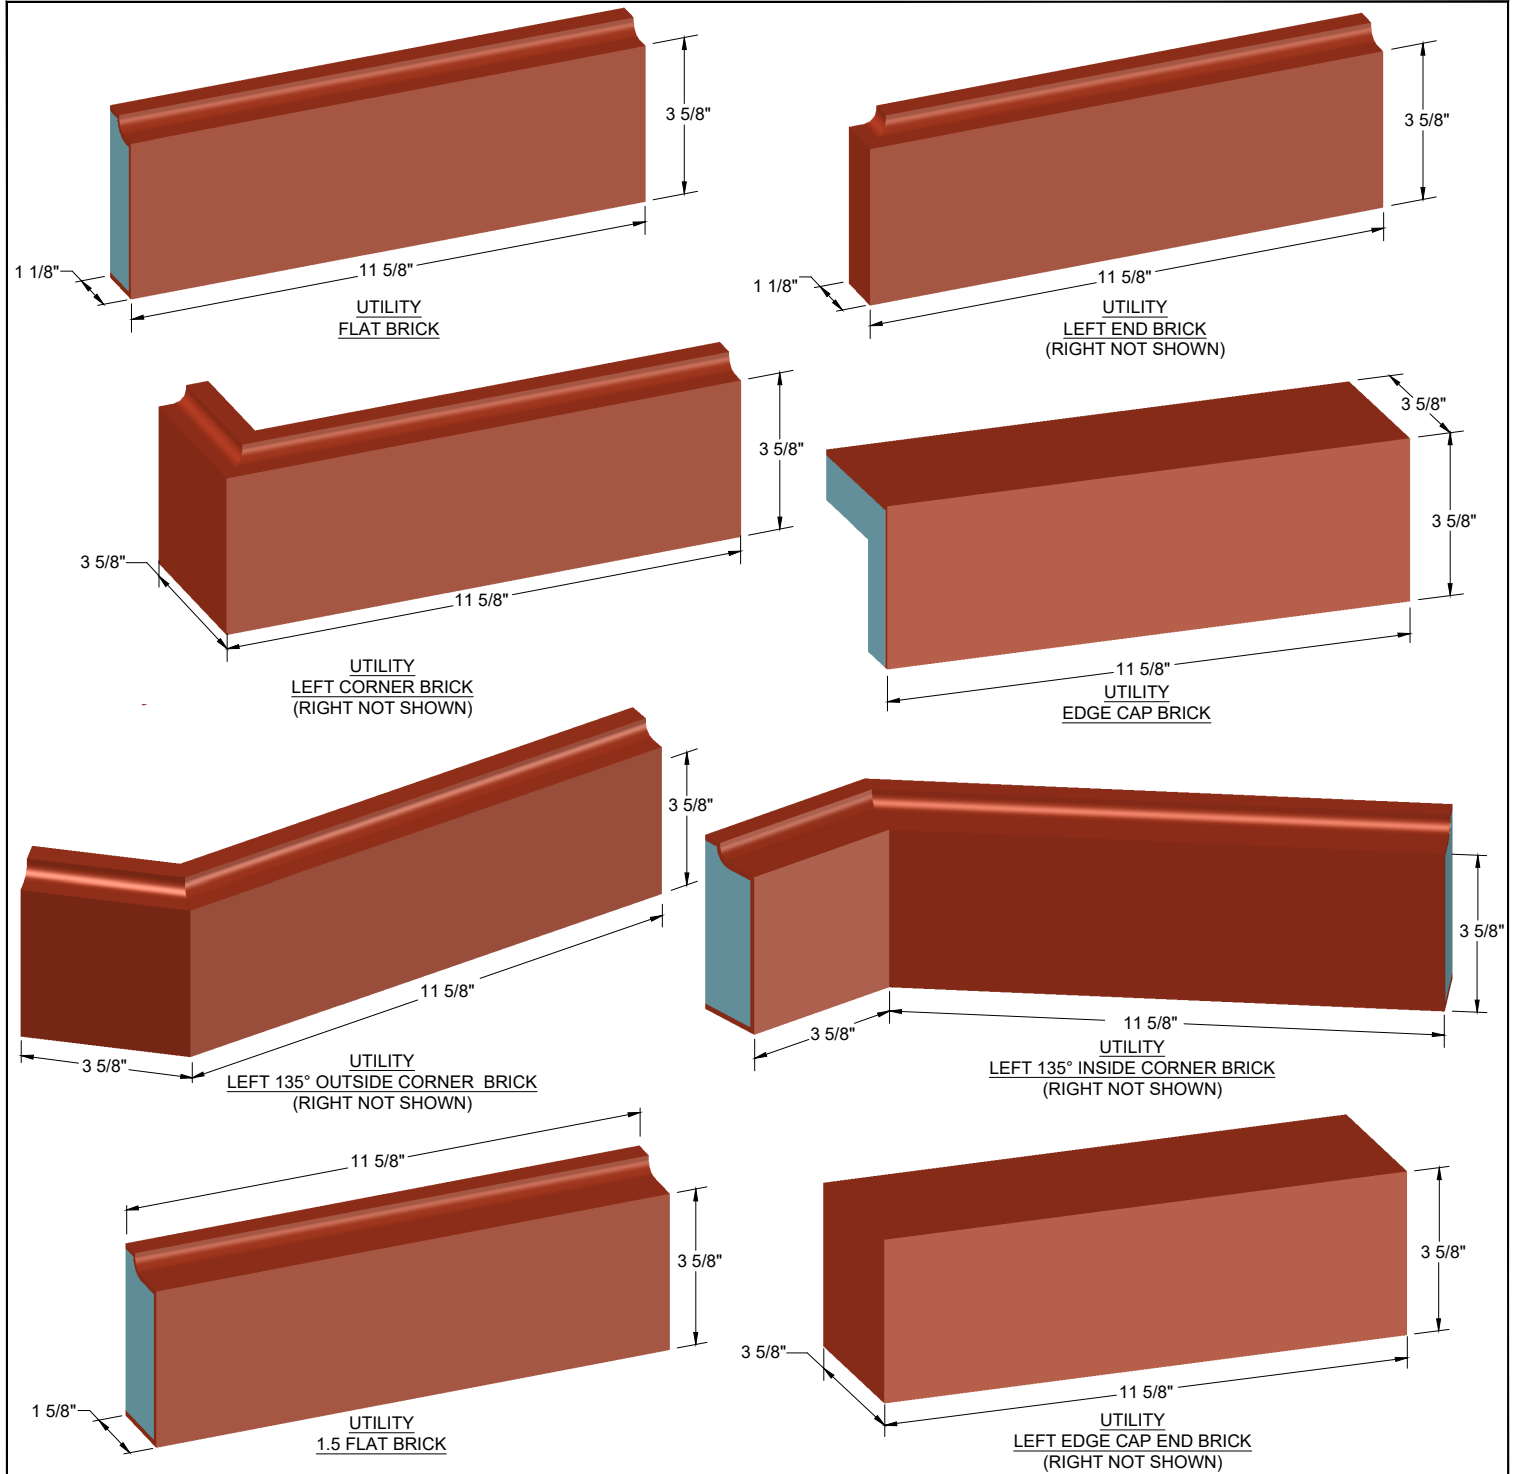 3 5/8"
1 1/8"
11 5/8"
UTILITY
FLAT BRICK
3 5/8"
1 1/8"
11 5/8"
UTILITY
LEFT END BRICK
(RIGHT NOT SHOWN)
3 5/8"
3 5/8"
11 5/8"
UTILITY
LEFT CORNER BRICK
(RIGHT NOT SHOWN)
3 5/8"
3 5/8"
11 5/8"
UTILITY
EDGE CAP BRICK
3 5/8"
11 5/8"
3 5/8"
UTILITY
LEFT 135° OUTSIDE CORNER BRICK
(RIGHT NOT SHOWN)
3 5/8"
3 5/8"
11 5/8"
UTILITY
LEFT 135° INSIDE CORNER BRICK
(RIGHT NOT SHOWN)
11 5/8"
3 5/8"
1 5/8"
UTILITY
1.5 FLAT BRICK
3 5/8"
3 5/8"
11 5/8"
UTILITY
LEFT EDGE CAP END BRICK
(RIGHT NOT SHOWN)